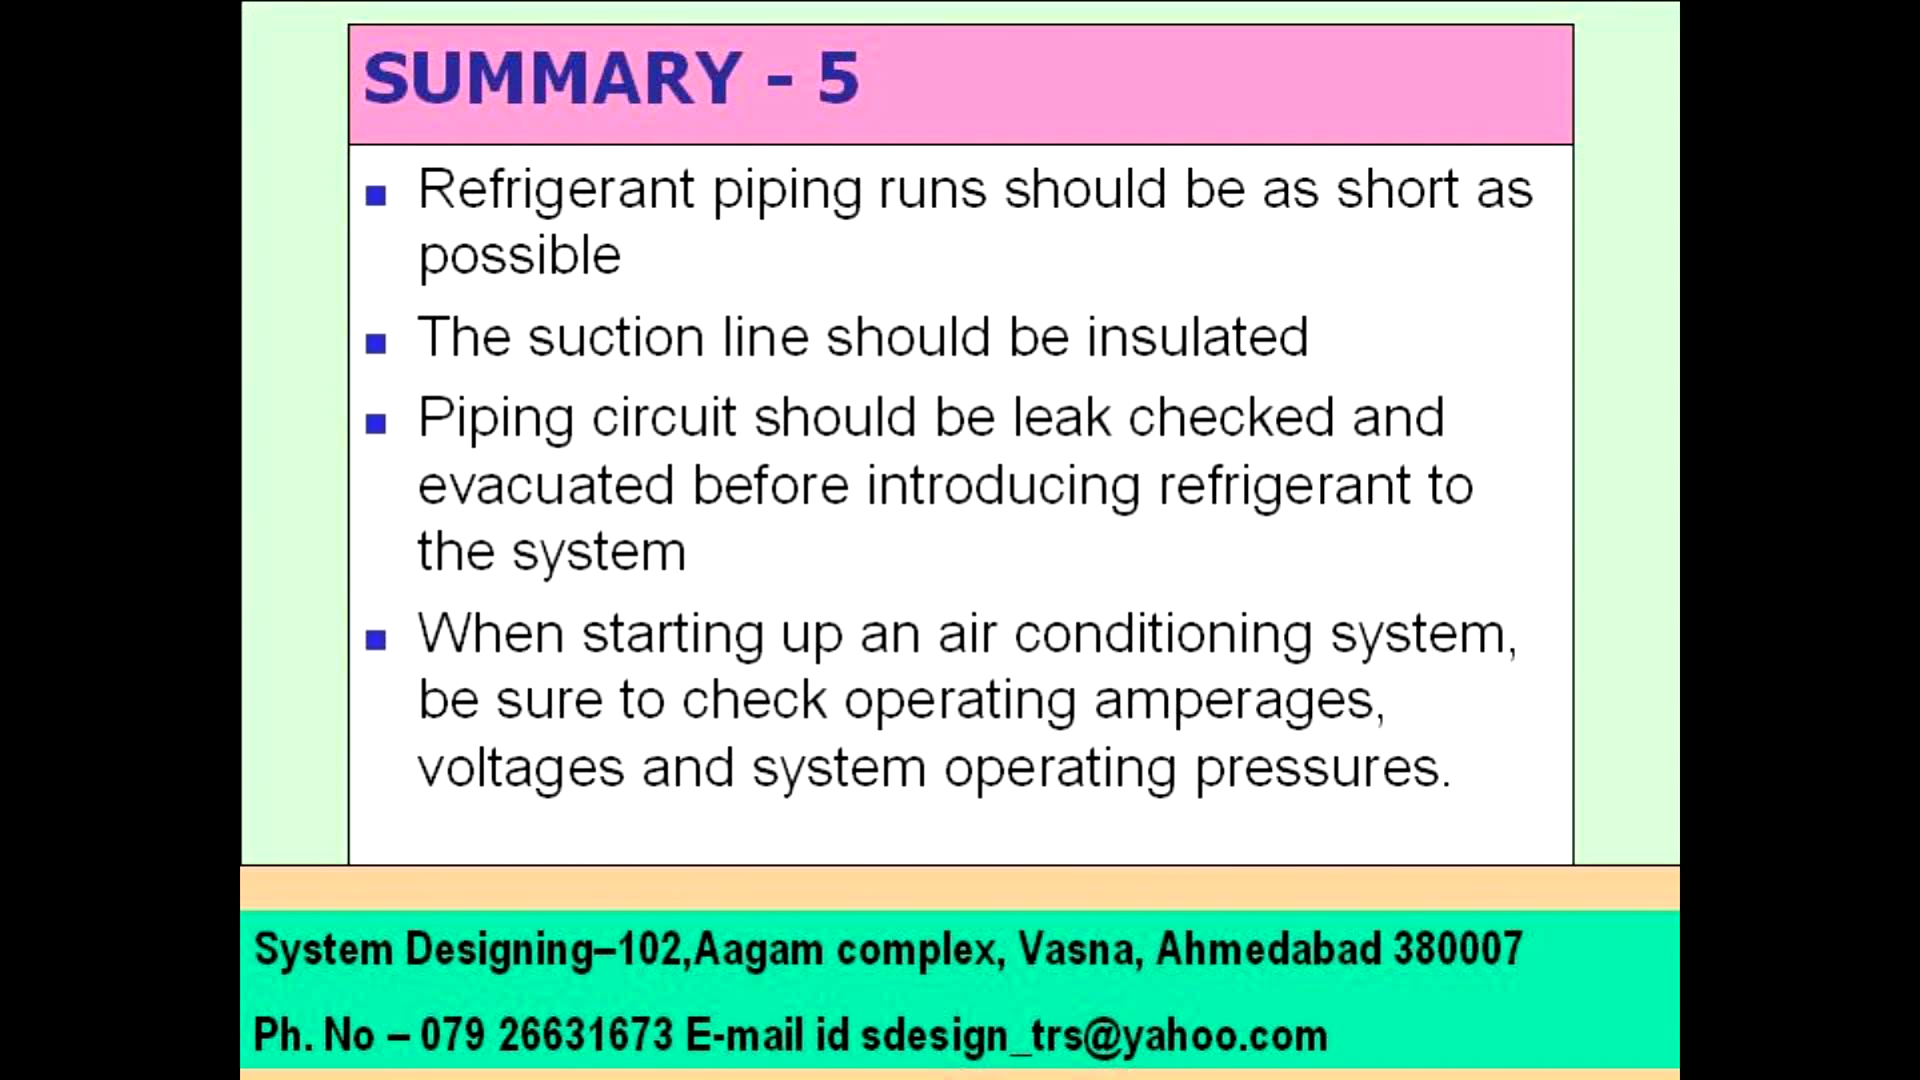 SUMMARY - 5
Refrigerant piping runs should be as short as
possible
The suction line should be insulated
Piping circuit should be leak checked and
evacuated before introducing refrigerant to
the system
When starting up an air conditioning system,
be sure to check operating amperages,
voltages and system operating pressures.
System Designing–102,Aagam complex, Vasna, Ahmedabad 380007
Ph. No – 079 26631673 E-mail id sdesign_trs@yahoo.com